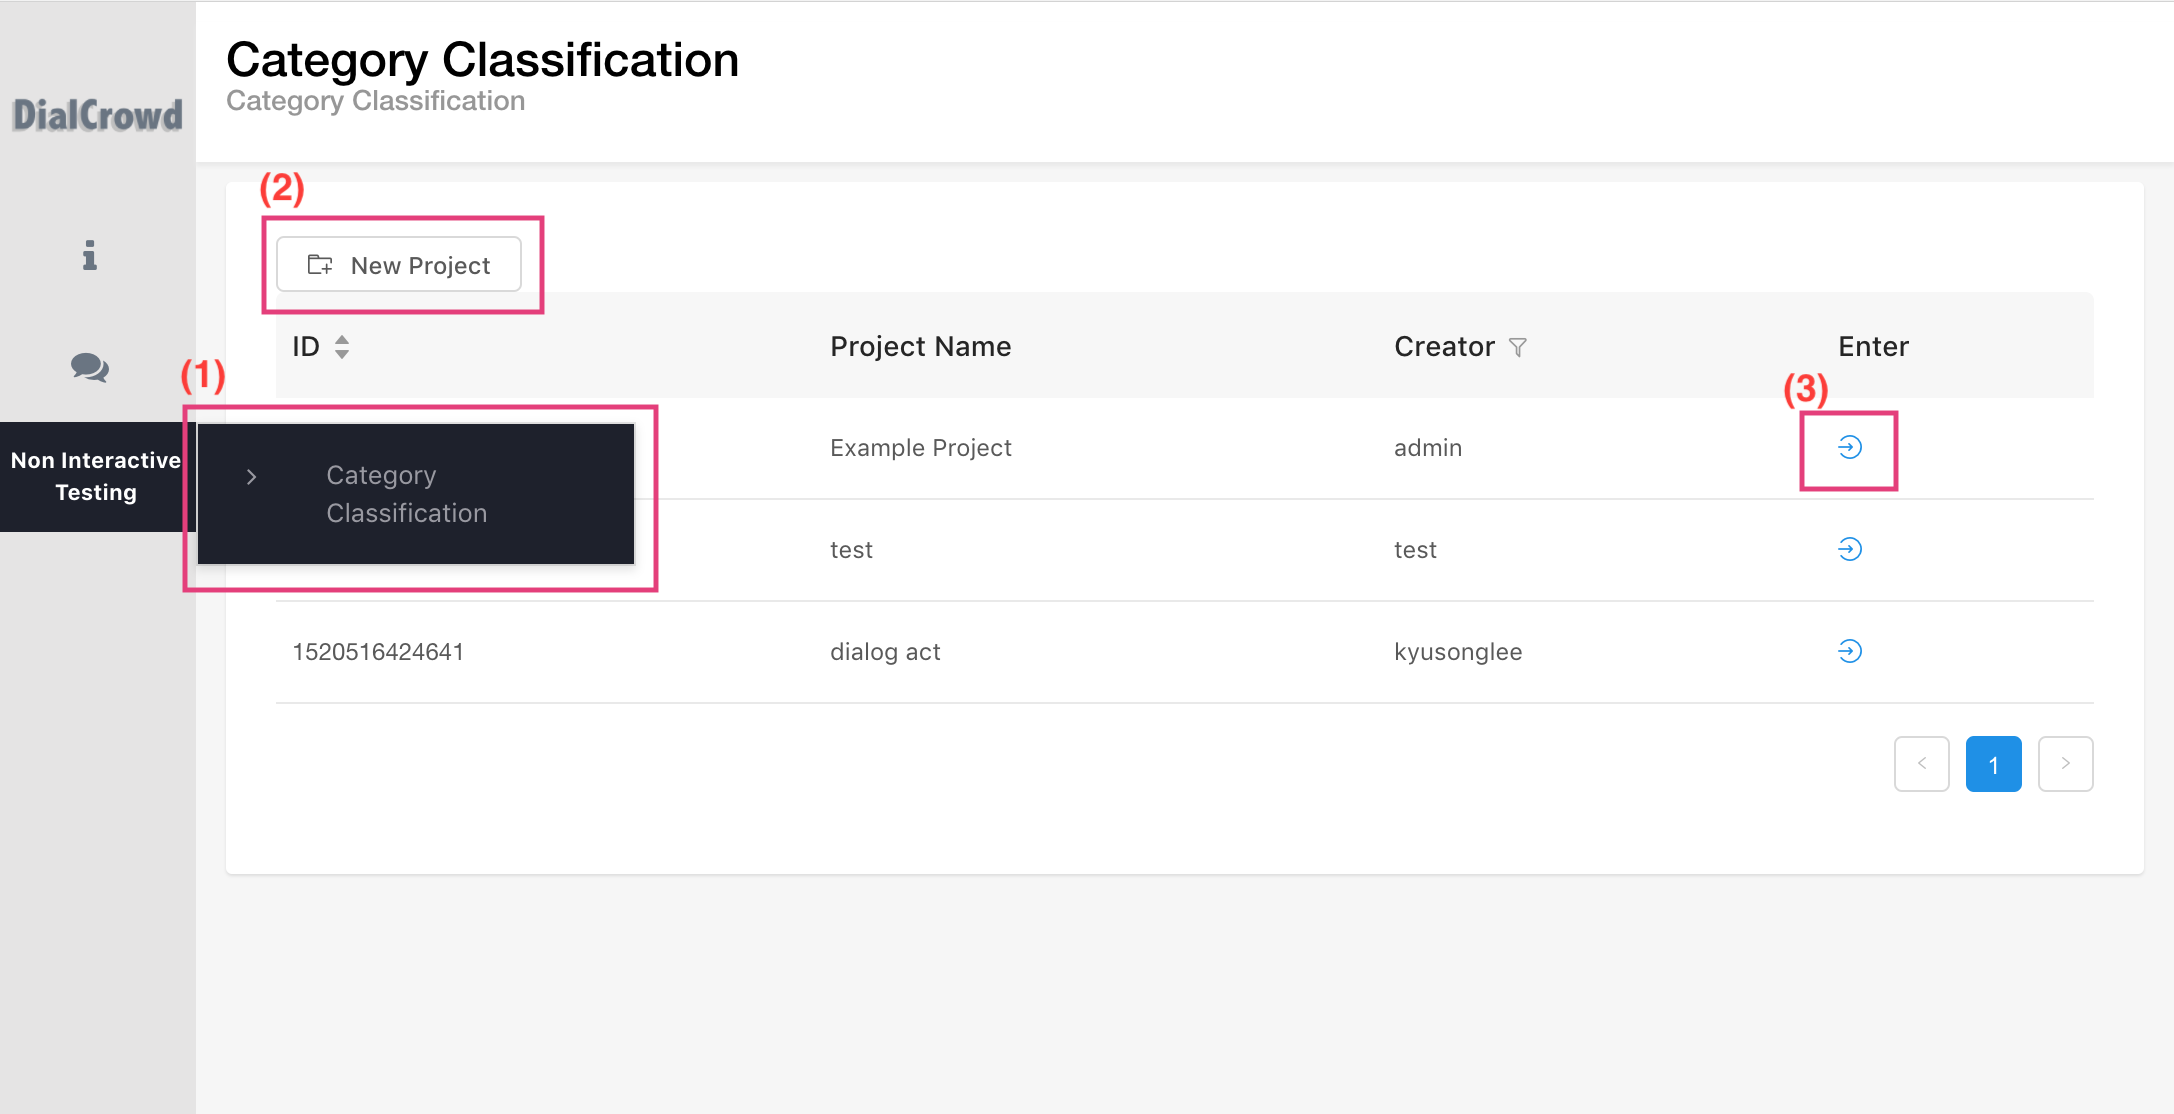 Category Classification
Category Classification
DialCrowd
(2)
New Project
ID
Project Name
Creator
Enter
(1)
(3)
Non Interactive
Testing
Category
Classification
Example Project
admin
test
test
1520516424641
dialog act
kyusonglee
1